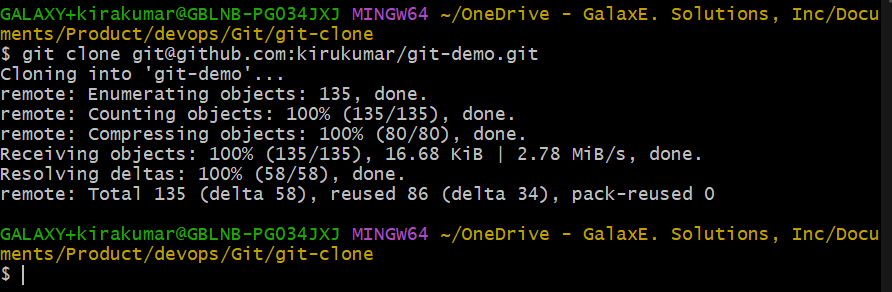 GALAXY+kirakumar@GBLNB-PG034JXJ MINGW64 ~/OneDrive - GalaxE. Solutions, Inc/Docu
ments/Product/devops/Git/git-clone
$ git clone git@github.com:kirukumar/git-demo.git
Cloning into 'git-demo'...
remote: Enumerating objects: 135, done.
remote: Counting objects: 100% (135/135), done.
remote: Compressing objects: 100% (80/80), done.
Receiving objects: 100% (135/135), 16.68 KiB | 2.78 MiB/s, done.
Resolving deltas: 100% (58/58), done.
remote: Total 135 (delta 58), reused 86 (delta 34), pack-reused 0
GALAXY+kirakumar@GBLNB-PG034JXJ MINGW64 ~/OneDrive - GalaxE. Solutions, Inc/Docu
ments/Product/devops/Git/git-clone
$